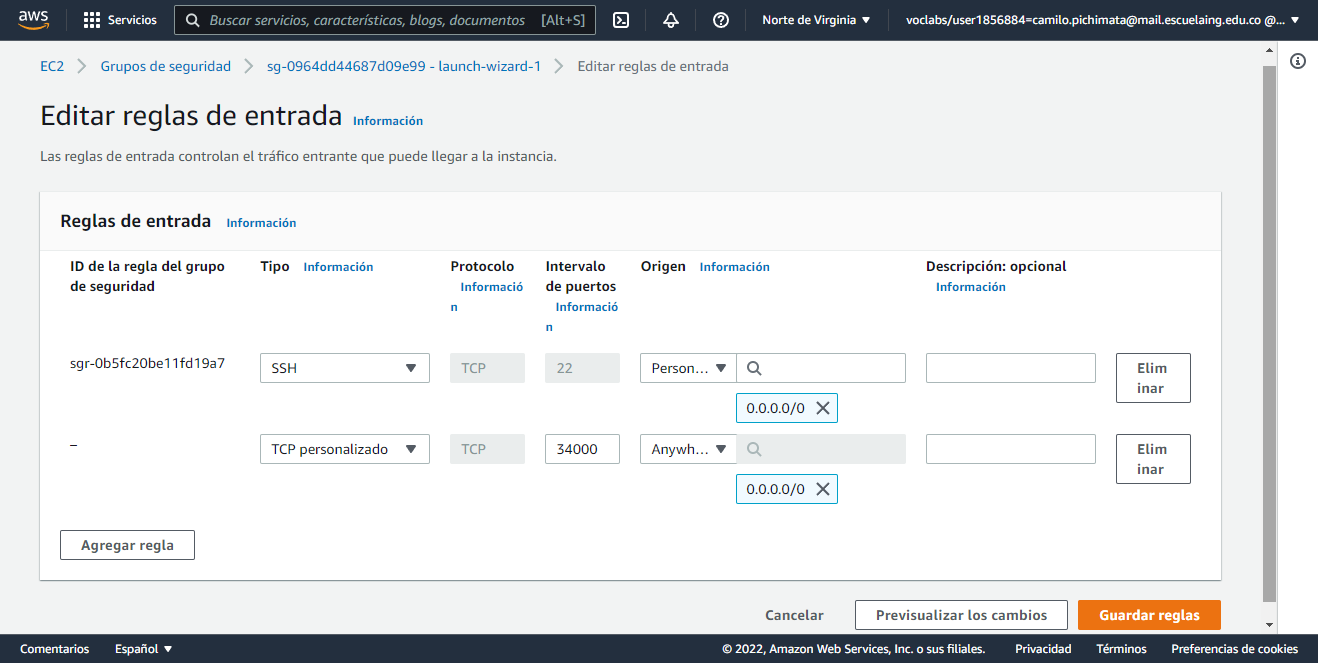 aws Servicios Buscar servicios, características, blogs, documentos [Alt+S] Norte de Virginia voclabs/user1856884=camilo.pichimata@mail.escuelaing.edu.co @...
EC2 Grupos de seguridad sg-0964dd44687d09e99 - launch-wizard-1 Editar reglas de entrada
Editar reglas de entrada Información
Las reglas de entrada controlan el tráfico entrante que puede llegar a la instancia.
Reglas de entrada Información
ID de la regla del grupo de seguridad
Tipo Información
Protocolo Informació
n
Intervalo de puertos Informació
n
Origen Información
Descripción: opcional
Información
sgr-0b5fc20be11fd19a7 SSH TCP 22 Person... Elim
inar
0.0.0.0/0
– TCP personalizado TCP 34000 Anywh... Elim
inar
0.0.0.0/0
Agregar regla
Cancelar Previsualizar los cambios Guardar reglas
Comentarios Español © 2022, Amazon Web Services, Inc. o sus filiales. Privacidad Términos Preferencias de cookies